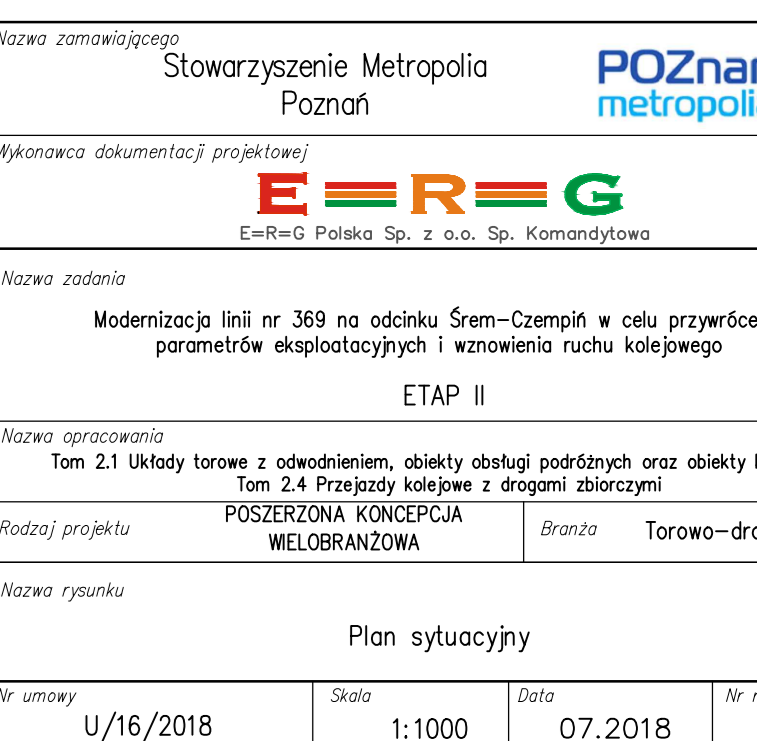 Nazwa zamawiającego
Stowarzyszenie Metropolia
Poznań
POZnan
metropolia
Wykonawca dokumentacji projektowej
E=R=G
E=R=G Polska Sp. z o.o. Sp. Komandytowa
Nazwa zadania
Modernizacja linii nr 369 na odcinku Śrem-Czempiń w celu przywróce
parametrów eksploatacyjnych i wznowienia ruchu kolejowego
ETAP II
Nazwa opracowania
Tom 2.1 Układy torowe z odwodnieniem, obiekty obsługi podróżnych oraz obiekty
Tom 2.4 Przejazdy kolejowe z drogami zbiorczymi
Rodzaj projektu
POSZERZONA KONCEPCJA
WIELOBRANŻOWA
Branża
Torowo-dro
Nazwa rysunku
Plan sytuacyjny
Nr umowy
U/16/2018
Skala
1:1000
Data
07.2018
Nr